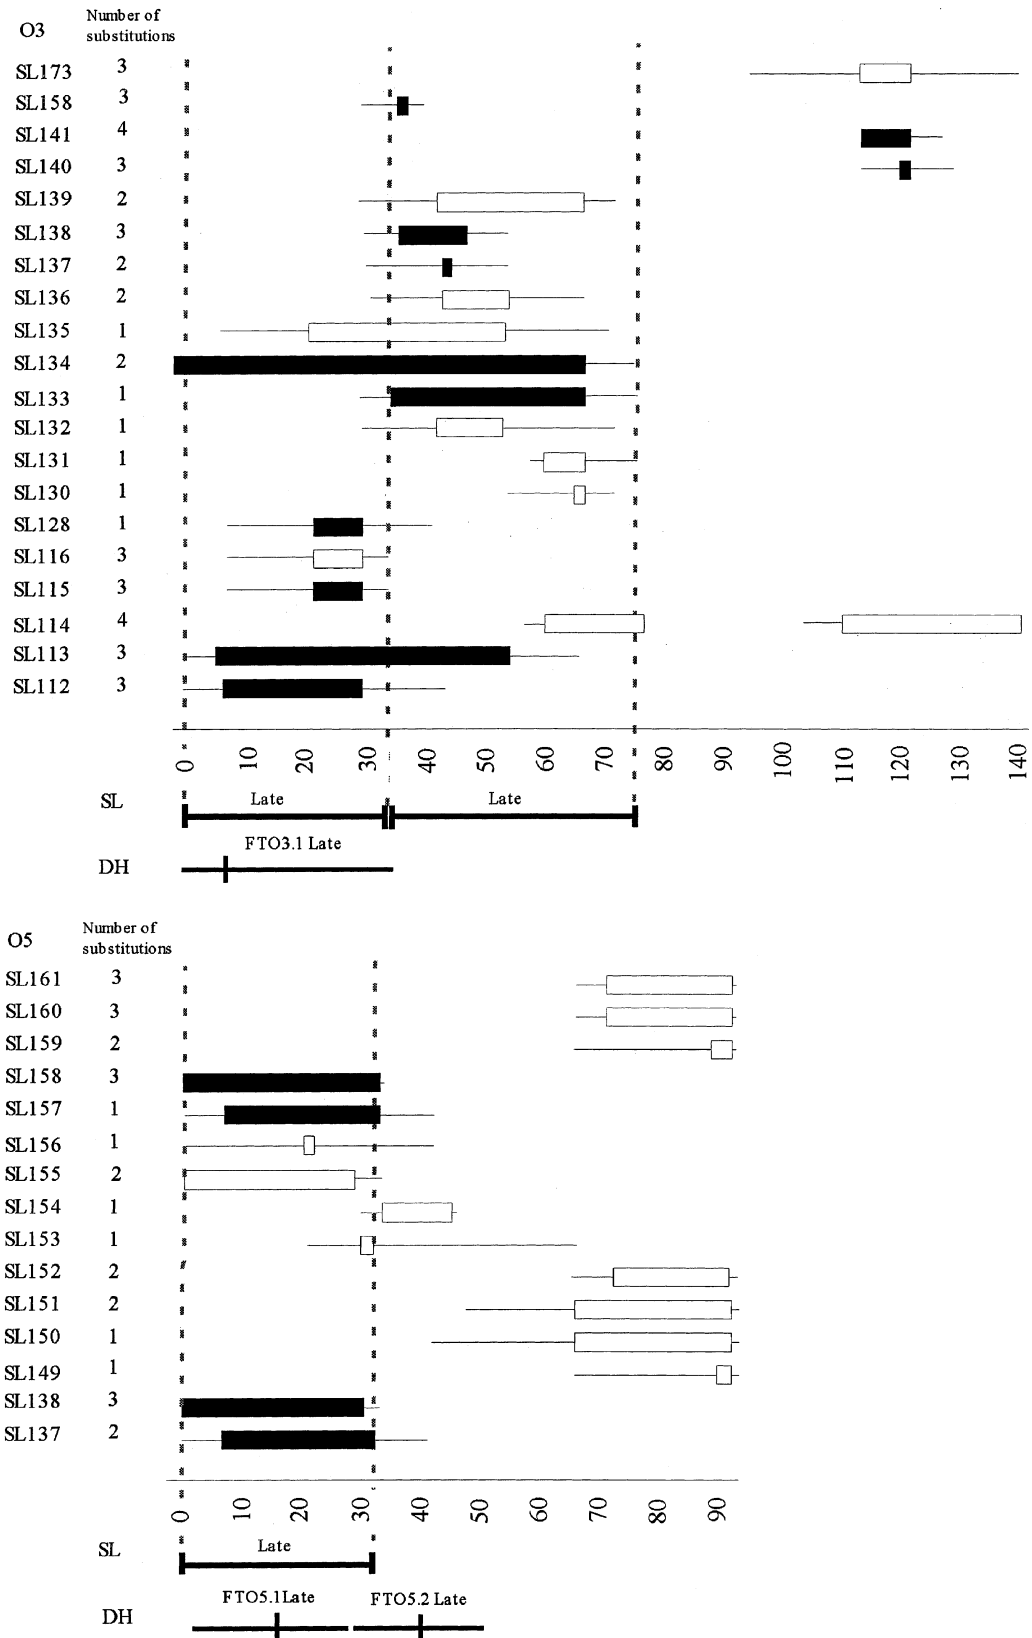 O3
Number of
substitutions
SL173 3
SL158 3
SL141 4
SL140 3
SL139 2
SL138 3
SL137 2
SL136 2
SL135 1
SL134 2
SL133 1
SL132 1
SL131 1
SL130 1
SL128 1
SL116 3
SL115 3
SL114 4
SL113 3
SL112 3
0 10 20 30 40 50 60 70 80 90 100 110 120 130 140
SL Late Late
FTO3.1 Late
DH
O5
Number of
substitutions
SL161 3
SL160 3
SL159 2
SL158 3
SL157 1
SL156 1
SL155 2
SL154 1
SL153 1
SL152 2
SL151 2
SL150 1
SL149 1
SL138 3
SL137 2
0 10 20 30 40 50 60 70 80 90
SL Late
FTO5.1Late FTO5.2 Late
DH